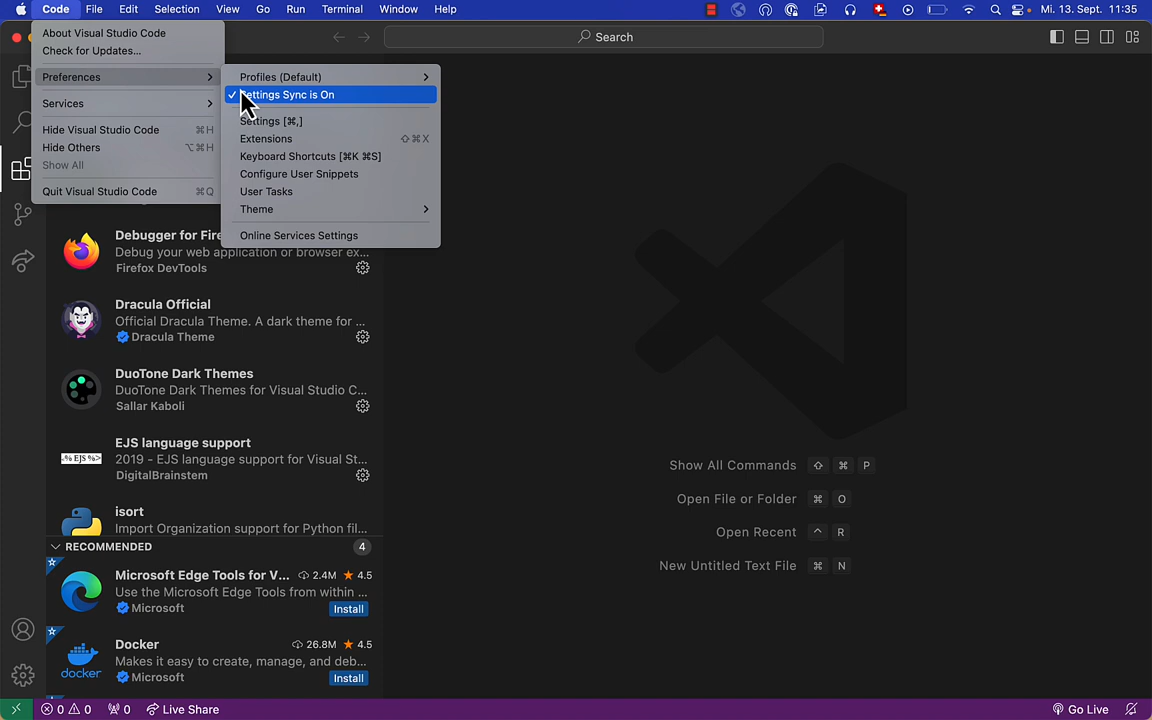 Code File Edit Selection View Go Run Terminal Window Help Mi. 13. Sept. 11:35
About Visual Studio Code
Check for Updates...
Preferences
Services
Hide Visual Studio Code ⌘H
Hide Others ⌥⌘H
Show All
Quit Visual Studio Code ⌘Q
Profiles (Default)
✓ ettings Sync is On
Settings [⌘,]
Extensions ⇧⌘X
Keyboard Shortcuts [⌘K ⌘S]
Configure User Snippets
User Tasks
Theme
Online Services Settings
Search
Debugger for Fire
Debug your web application or browser ex...
Firefox DevTools
Dracula Official
Official Dracula Theme. A dark theme for ...
Dracula Theme
DuoTone Dark Themes
DuoTone Dark Themes for Visual Studio C...
Sallar Kaboli
<% EJS %>
EJS language support
2019 - EJS language support for Visual St...
DigitalBrainstem
isort
Import Organization support for Python fil...
RECOMMENDED 4
Microsoft Edge Tools for V... 2.4M ★ 4.5
Use the Microsoft Edge Tools from within ...
Microsoft Install
Docker 26.8M ★ 4.5
docker
Makes it easy to create, manage, and deb...
Microsoft Install
Show All Commands ⇧ ⌘ P
Open File or Folder ⌘ O
Open Recent ⌃ R
New Untitled Text File ⌘ N
0 0 0 Live Share Go Live